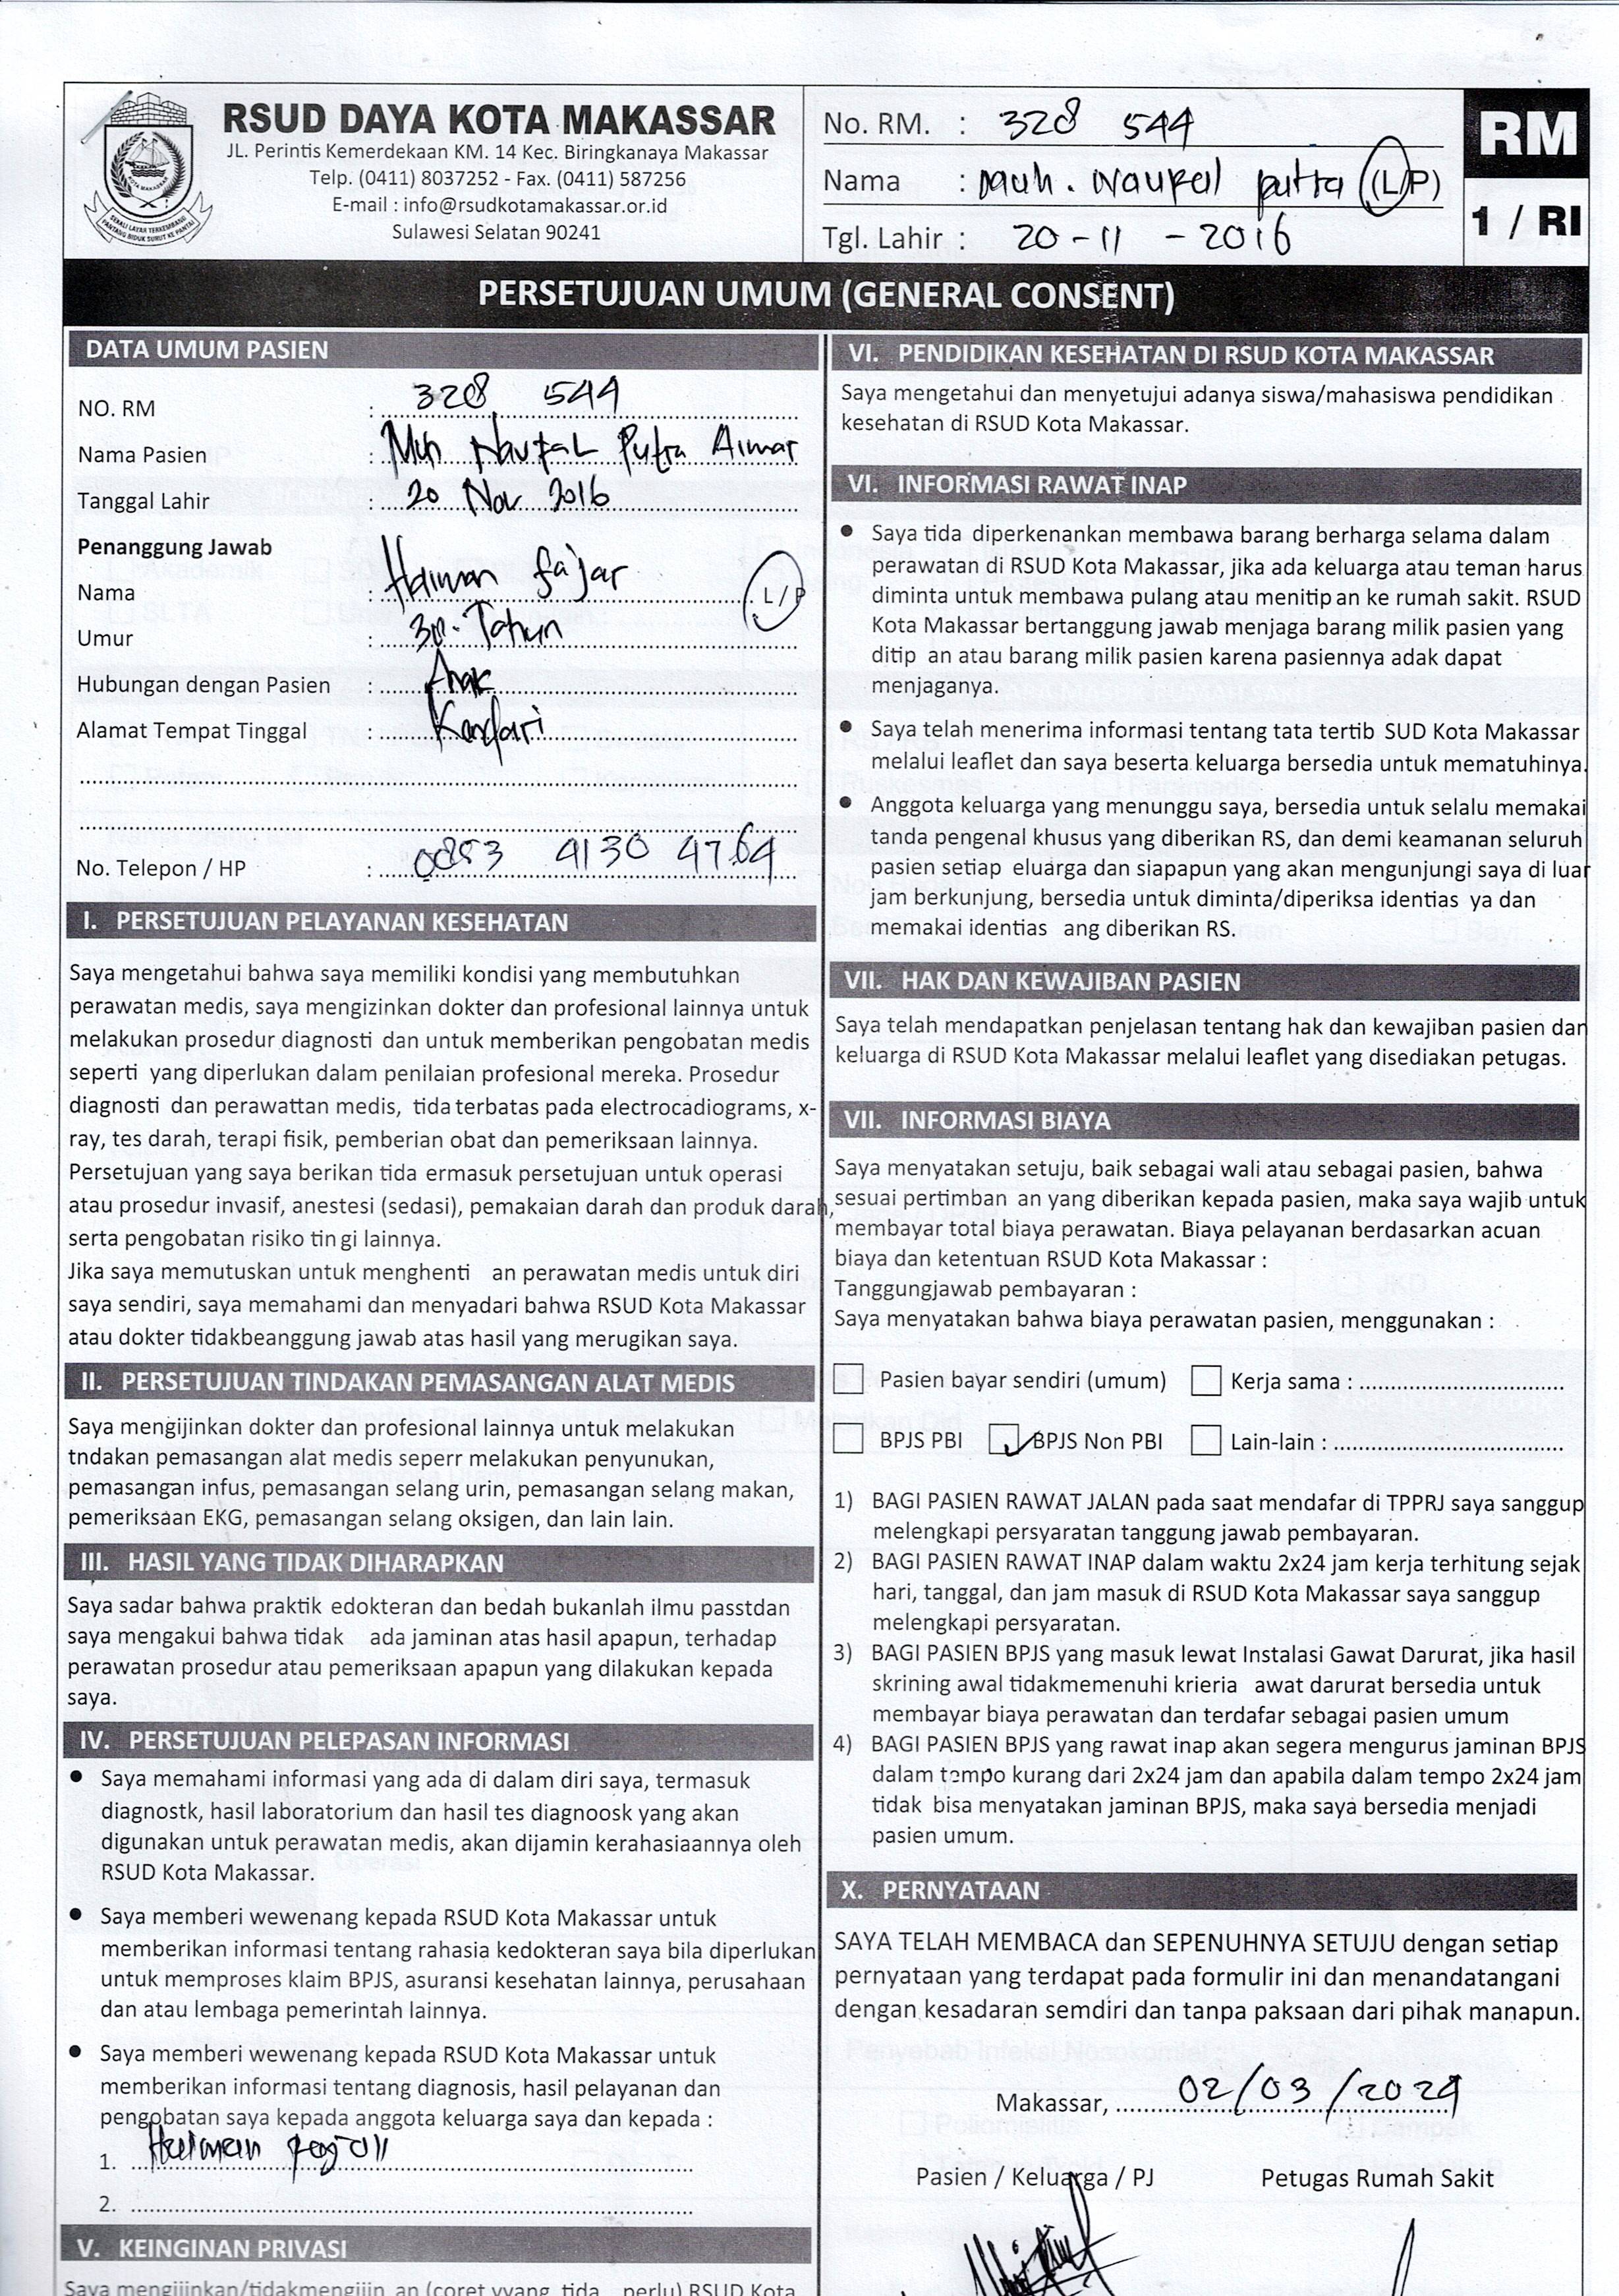 RSUD DAYA KOTA MAKASSAR
JL. Perintis Kemerdekaan KM. 14 Kec. Biringkanaya Makassar
Telp. (0411) 8037252 - Fax. (0411) 587256
E-mail : info@rsudkotamakassar.or.id
Sulawesi Selatan 90241
KOTA MAKASSAR
SEKALI LAYAR TERKEMBANG
PANTANG BIDUK SURUT KE PANTAI
No. RM. : 328 544
Nama : Muh. Naufal putra (L/P)
Tgl. Lahir : 20 - 11 - 2016
RM
1 / RI
PERSETUJUAN UMUM (GENERAL CONSENT)
DATA UMUM PASIEN
NO. RM : 328 544
Nama Pasien : Muh Naufal Putra Aimar
Tanggal Lahir : 20 Nov 2016
Penanggung Jawab
Nama : fajar L/P
Umur : Tahun
Hubungan dengan Pasien : Anak
Alamat Tempat Tinggal : Kendari
No. Telepon / HP : 4130 4764
I. PERSETUJUAN PELAYANAN KESEHATAN
Saya mengetahui bahwa saya memiliki kondisi yang membutuhkan
perawatan medis, saya mengizinkan dokter dan profesional lainnya untuk
melakukan prosedur diagnosti dan untuk memberikan pengobatan medis
seperti yang diperlukan dalam penilaian profesional mereka. Prosedur
diagnosti dan perawattan medis, tida terbatas pada electrocadiograms, x-
ray, tes darah, terapi fisik, pemberian obat dan pemeriksaan lainnya.
Persetujuan yang saya berikan tida ermasuk persetujuan untuk operasi
atau prosedur invasif, anestesi (sedasi), pemakaian darah dan produk darah,
serta pengobatan risiko tin gi lainnya.
Jika saya memutuskan untuk menghenti an perawatan medis untuk diri
saya sendiri, saya memahami dan menyadari bahwa RSUD Kota Makassar
atau dokter tidakbeanggung jawab atas hasil yang merugikan saya.
II. PERSETUJUAN TINDAKAN PEMASANGAN ALAT MEDIS
Saya mengijinkan dokter dan profesional lainnya untuk melakukan
tndakan pemasangan alat medis seperr melakukan penyunukan,
pemasangan infus, pemasangan selang urin, pemasangan selang makan,
pemeriksaan EKG, pemasangan selang oksigen, dan lain lain.
III. HASIL YANG TIDAK DIHARAPKAN
Saya sadar bahwa praktik edokteran dan bedah bukanlah ilmu passtdan
saya mengakui bahwa tidak ada jaminan atas hasil apapun, terhadap
perawatan prosedur atau pemeriksaan apapun yang dilakukan kepada
saya.
IV. PERSETUJUAN PELEPASAN INFORMASI
• Saya memahami informasi yang ada di dalam diri saya, termasuk
diagnostk, hasil laboratorium dan hasil tes diagnoosk yang akan
digunakan untuk perawatan medis, akan dijamin kerahasiaannya oleh
RSUD Kota Makassar.
• Saya memberi wewenang kepada RSUD Kota Makassar untuk
memberikan informasi tentang rahasia kedokteran saya bila diperlukan
untuk memproses klaim BPJS, asuransi kesehatan lainnya, perusahaan
dan atau lembaga pemerintah lainnya.
• Saya memberi wewenang kepada RSUD Kota Makassar untuk
memberikan informasi tentang diagnosis, hasil pelayanan dan
pengobatan saya kepada anggota keluarga saya dan kepada :
1.
2.
V. KEINGINAN PRIVASI
Saya mengijinkan/tidakmengijin an (coret yyang tida perlu) RSUD Kota
VI. PENDIDIKAN KESEHATAN DI RSUD KOTA MAKASSAR
Saya mengetahui dan menyetujui adanya siswa/mahasiswa pendidikan
kesehatan di RSUD Kota Makassar.
VI. INFORMASI RAWAT INAP
• Saya tida diperkenankan membawa barang berharga selama dalam
perawatan di RSUD Kota Makassar, jika ada keluarga atau teman harus
diminta untuk membawa pulang atau menitip an ke rumah sakit. RSUD
Kota Makassar bertanggung jawab menjaga barang milik pasien yang
ditip an atau barang milik pasien karena pasiennya adak dapat
menjaganya.
• Saya telah menerima informasi tentang tata tertib SUD Kota Makassar
melalui leaflet dan saya beserta keluarga bersedia untuk mematuhinya.
• Anggota keluarga yang menunggu saya, bersedia untuk selalu memakai
tanda pengenal khusus yang diberikan RS, dan demi keamanan seluruh
pasien setiap eluarga dan siapapun yang akan mengunjungi saya di luar
jam berkunjung, bersedia untuk diminta/diperiksa identias ya dan
memakai identias ang diberikan RS.
VII. HAK DAN KEWAJIBAN PASIEN
Saya telah mendapatkan penjelasan tentang hak dan kewajiban pasien dan
keluarga di RSUD Kota Makassar melalui leaflet yang disediakan petugas.
VII. INFORMASI BIAYA
Saya menyatakan setuju, baik sebagai wali atau sebagai pasien, bahwa
sesuai pertimban an yang diberikan kepada pasien, maka saya wajib untuk
membayar total biaya perawatan. Biaya pelayanan berdasarkan acuan
biaya dan ketentuan RSUD Kota Makassar :
Tanggungjawab pembayaran :
Saya menyatakan bahwa biaya perawatan pasien, menggunakan :
Pasien bayar sendiri (umum) Kerja sama :
BPJS PBI BPJS Non PBI Lain-lain :
1) BAGI PASIEN RAWAT JALAN pada saat mendafar di TPPRJ saya sanggup
melengkapi persyaratan tanggung jawab pembayaran.
2) BAGI PASIEN RAWAT INAP dalam waktu 2x24 jam kerja terhitung sejak
hari, tanggal, dan jam masuk di RSUD Kota Makassar saya sanggup
melengkapi persyaratan.
3) BAGI PASIEN BPJS yang masuk lewat Instalasi Gawat Darurat, jika hasil
skrining awal tidakmemenuhi krieria awat darurat bersedia untuk
membayar biaya perawatan dan terdafar sebagai pasien umum
4) BAGI PASIEN BPJS yang rawat inap akan segera mengurus jaminan BPJS
dalam tempo kurang dari 2x24 jam dan apabila dalam tempo 2x24 jam
tidak bisa menyatakan jaminan BPJS, maka saya bersedia menjadi
pasien umum.
X. PERNYATAAN
SAYA TELAH MEMBACA dan SEPENUHNYA SETUJU dengan setiap
pernyataan yang terdapat pada formulir ini dan menandatangani
dengan kesadaran semdiri dan tanpa paksaan dari pihak manapun.
Makassar, 02/03/2024
Pasien / Keluarga / PJ Petugas Rumah Sakit